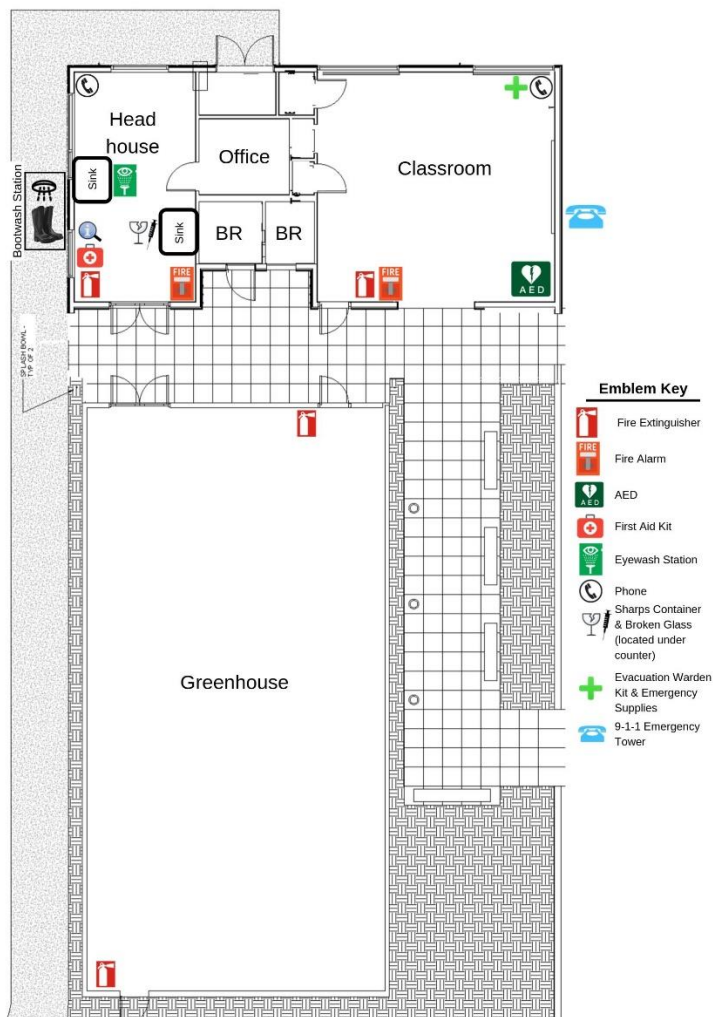 Head
house
Office
Classroom
Sink
Bootwash Station
Sink
BR
BR
FIRE
FIRE
AED
SPLASH BOWL -
TYP OF 2
Greenhouse
Emblem Key
Fire Extinguisher
FIRE
Fire Alarm
AED
AED
First Aid Kit
Eyewash Station
Phone
Sharps Container
& Broken Glass
(located under
counter)
Evacuation Warden
Kit & Emergency
Supplies
9-1-1 Emergency
Tower